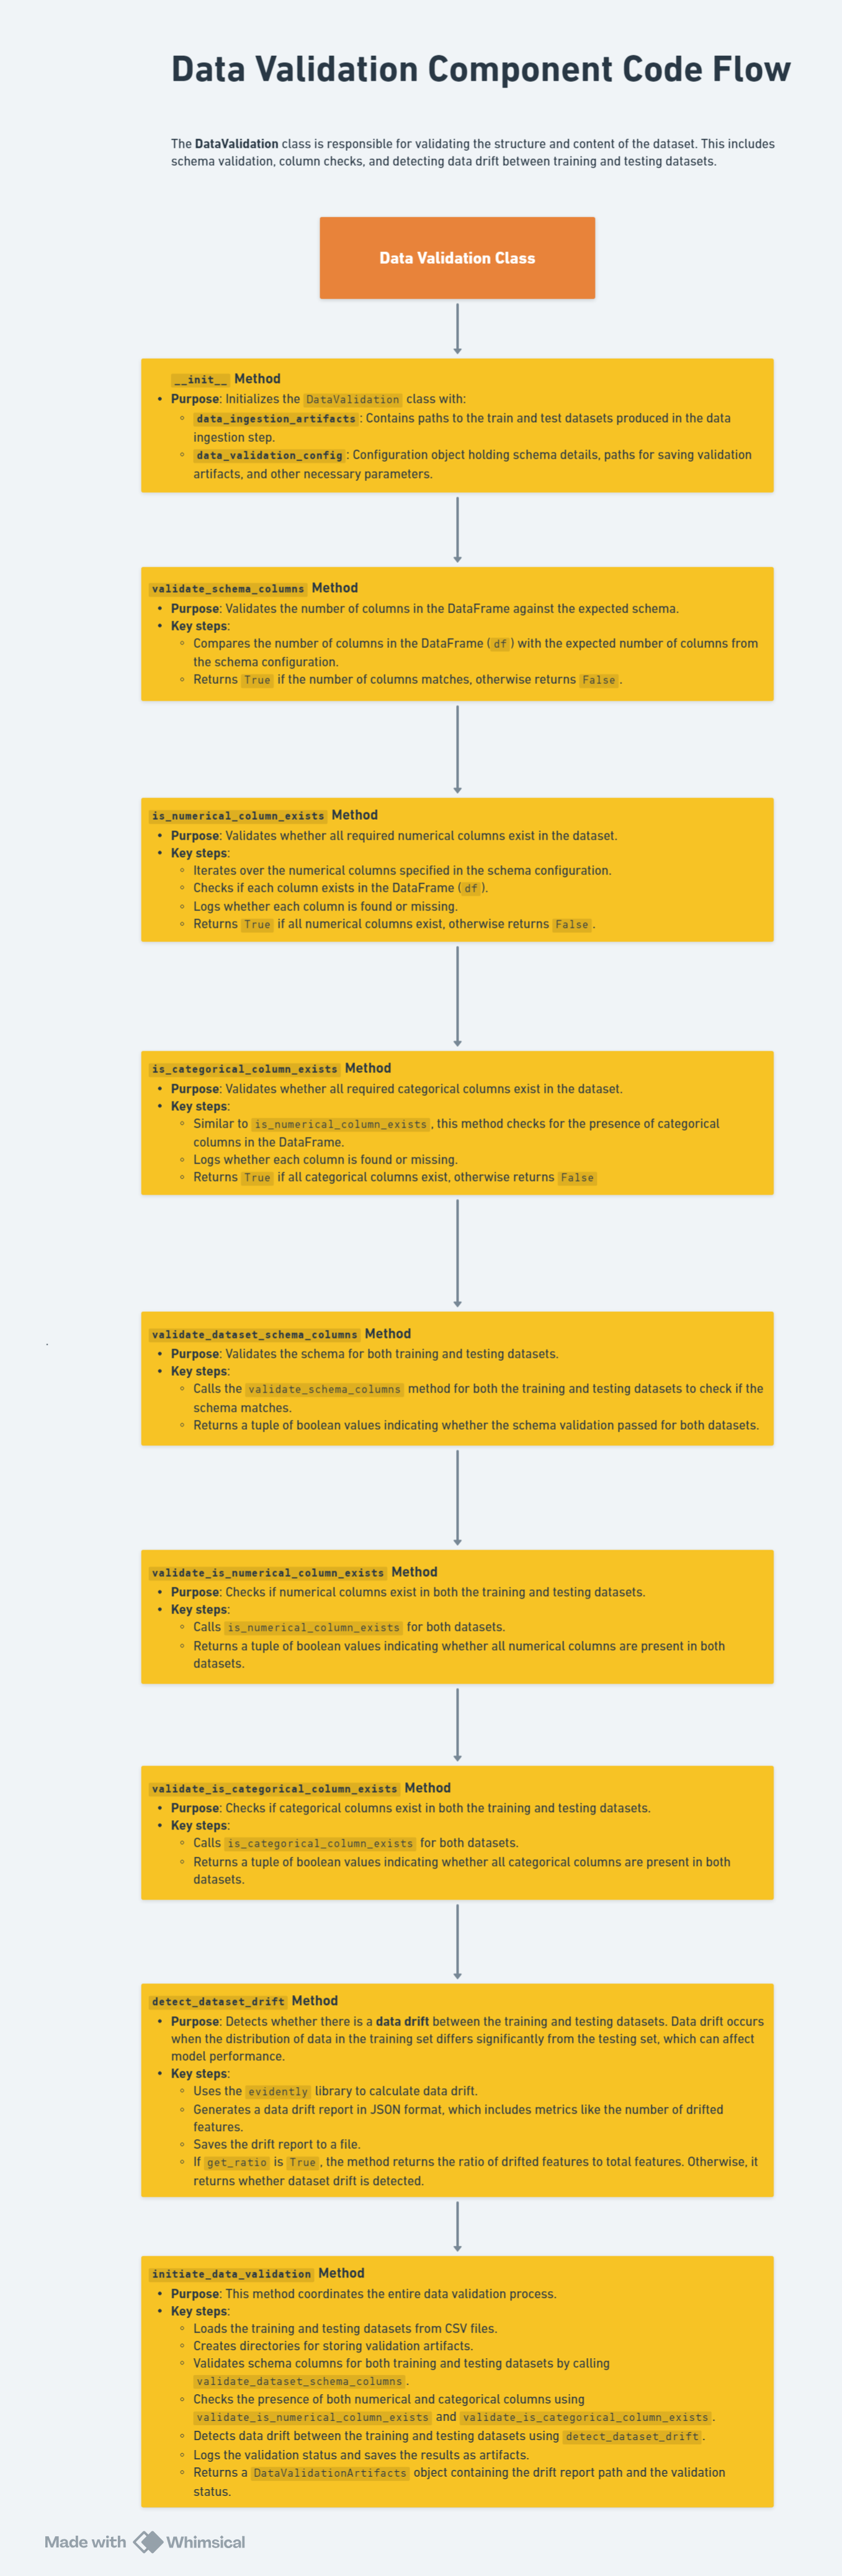 Data Validation Component Code Flow
The DataValidation class is responsible for validating the structure and content of the dataset. This includes
schema validation, column checks, and detecting data drift between training and testing datasets.
Data Validation Class
__init__ Method
• Purpose: Initializes the DataValidation class with:
◦ data_ingestion_artifacts: Contains paths to the train and test datasets produced in the data
ingestion step.
◦ data_validation_config: Configuration object holding schema details, paths for saving validation
artifacts, and other necessary parameters.
validate_schema_columns Method
• Purpose: Validates the number of columns in the DataFrame against the expected schema.
• Key steps:
◦ Compares the number of columns in the DataFrame (df) with the expected number of columns from
the schema configuration.
◦ Returns True if the number of columns matches, otherwise returns False.
is_numerical_column_exists Method
• Purpose: Validates whether all required numerical columns exist in the dataset.
• Key steps:
◦ Iterates over the numerical columns specified in the schema configuration.
◦ Checks if each column exists in the DataFrame (df).
◦ Logs whether each column is found or missing.
◦ Returns True if all numerical columns exist, otherwise returns False.
is_categorical_column_exists Method
• Purpose: Validates whether all required categorical columns exist in the dataset.
• Key steps:
◦ Similar to is_numerical_column_exists, this method checks for the presence of categorical
columns in the DataFrame.
◦ Logs whether each column is found or missing.
◦ Returns True if all categorical columns exist, otherwise returns False
validate_dataset_schema_columns Method
• Purpose: Validates the schema for both training and testing datasets.
• Key steps:
◦ Calls the validate_schema_columns method for both the training and testing datasets to check if the
schema matches.
◦ Returns a tuple of boolean values indicating whether the schema validation passed for both datasets.
validate_is_numerical_column_exists Method
• Purpose: Checks if numerical columns exist in both the training and testing datasets.
• Key steps:
◦ Calls is_numerical_column_exists for both datasets.
◦ Returns a tuple of boolean values indicating whether all numerical columns are present in both
datasets.
validate_is_categorical_column_exists Method
• Purpose: Checks if categorical columns exist in both the training and testing datasets.
• Key steps:
◦ Calls is_categorical_column_exists for both datasets.
◦ Returns a tuple of boolean values indicating whether all categorical columns are present in both
datasets.
detect_dataset_drift Method
• Purpose: Detects whether there is a data drift between the training and testing datasets. Data drift occurs
when the distribution of data in the training set differs significantly from the testing set, which can affect
model performance.
• Key steps:
◦ Uses the evidently library to calculate data drift.
◦ Generates a data drift report in JSON format, which includes metrics like the number of drifted
features.
◦ Saves the drift report to a file.
◦ If get_ratio is True, the method returns the ratio of drifted features to total features. Otherwise, it
returns whether dataset drift is detected.
initiate_data_validation Method
• Purpose: This method coordinates the entire data validation process.
• Key steps:
◦ Loads the training and testing datasets from CSV files.
◦ Creates directories for storing validation artifacts.
◦ Validates schema columns for both training and testing datasets by calling
validate_dataset_schema_columns.
◦ Checks the presence of both numerical and categorical columns using
validate_is_numerical_column_exists and validate_is_categorical_column_exists.
◦ Detects data drift between the training and testing datasets using detect_dataset_drift.
◦ Logs the validation status and saves the results as artifacts.
◦ Returns a DataValidationArtifacts object containing the drift report path and the validation
status.
Made with Whimsical